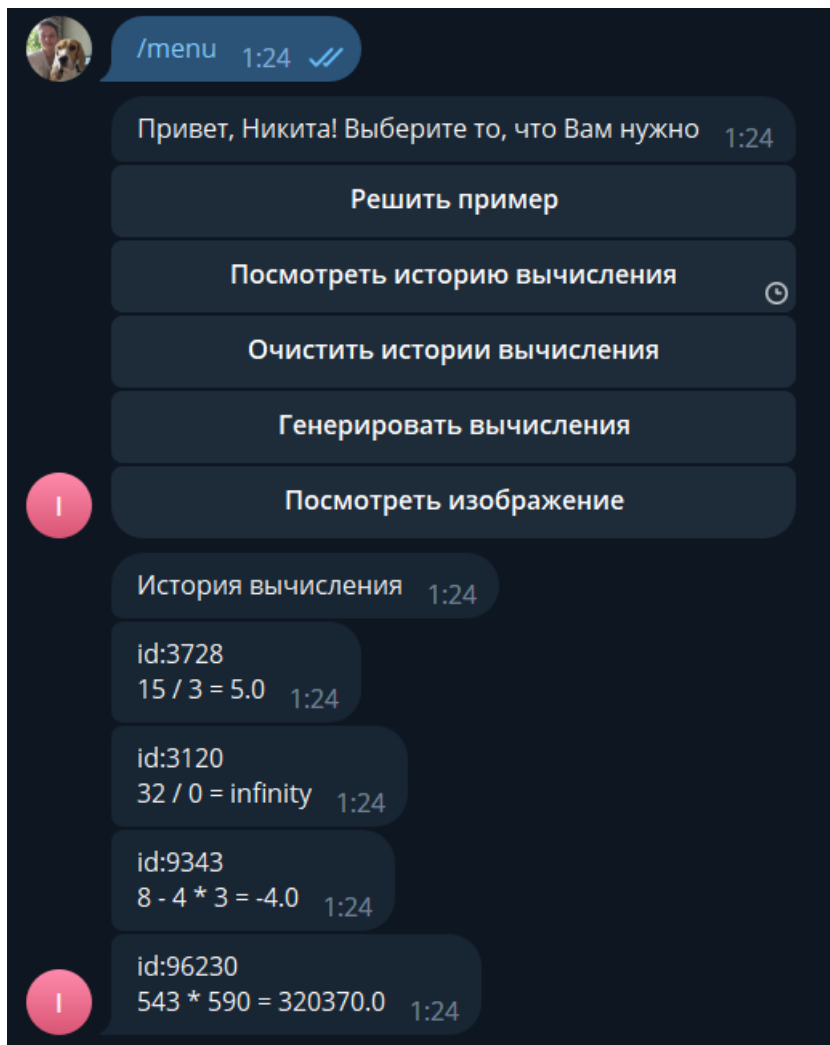 /menu 1:24
Привет, Никита! Выберите то, что Вам нужно 1:24
Решить пример
Посмотреть историю вычисления
Очистить истории вычисления
Генерировать вычисления
Посмотреть изображение
I
История вычисления 1:24
id:3728
15 / 3 = 5.0 1:24
id:3120
32 / 0 = infinity 1:24
id:9343
8 - 4 * 3 = -4.0 1:24
id:96230
543 * 590 = 320370.0 1:24
I